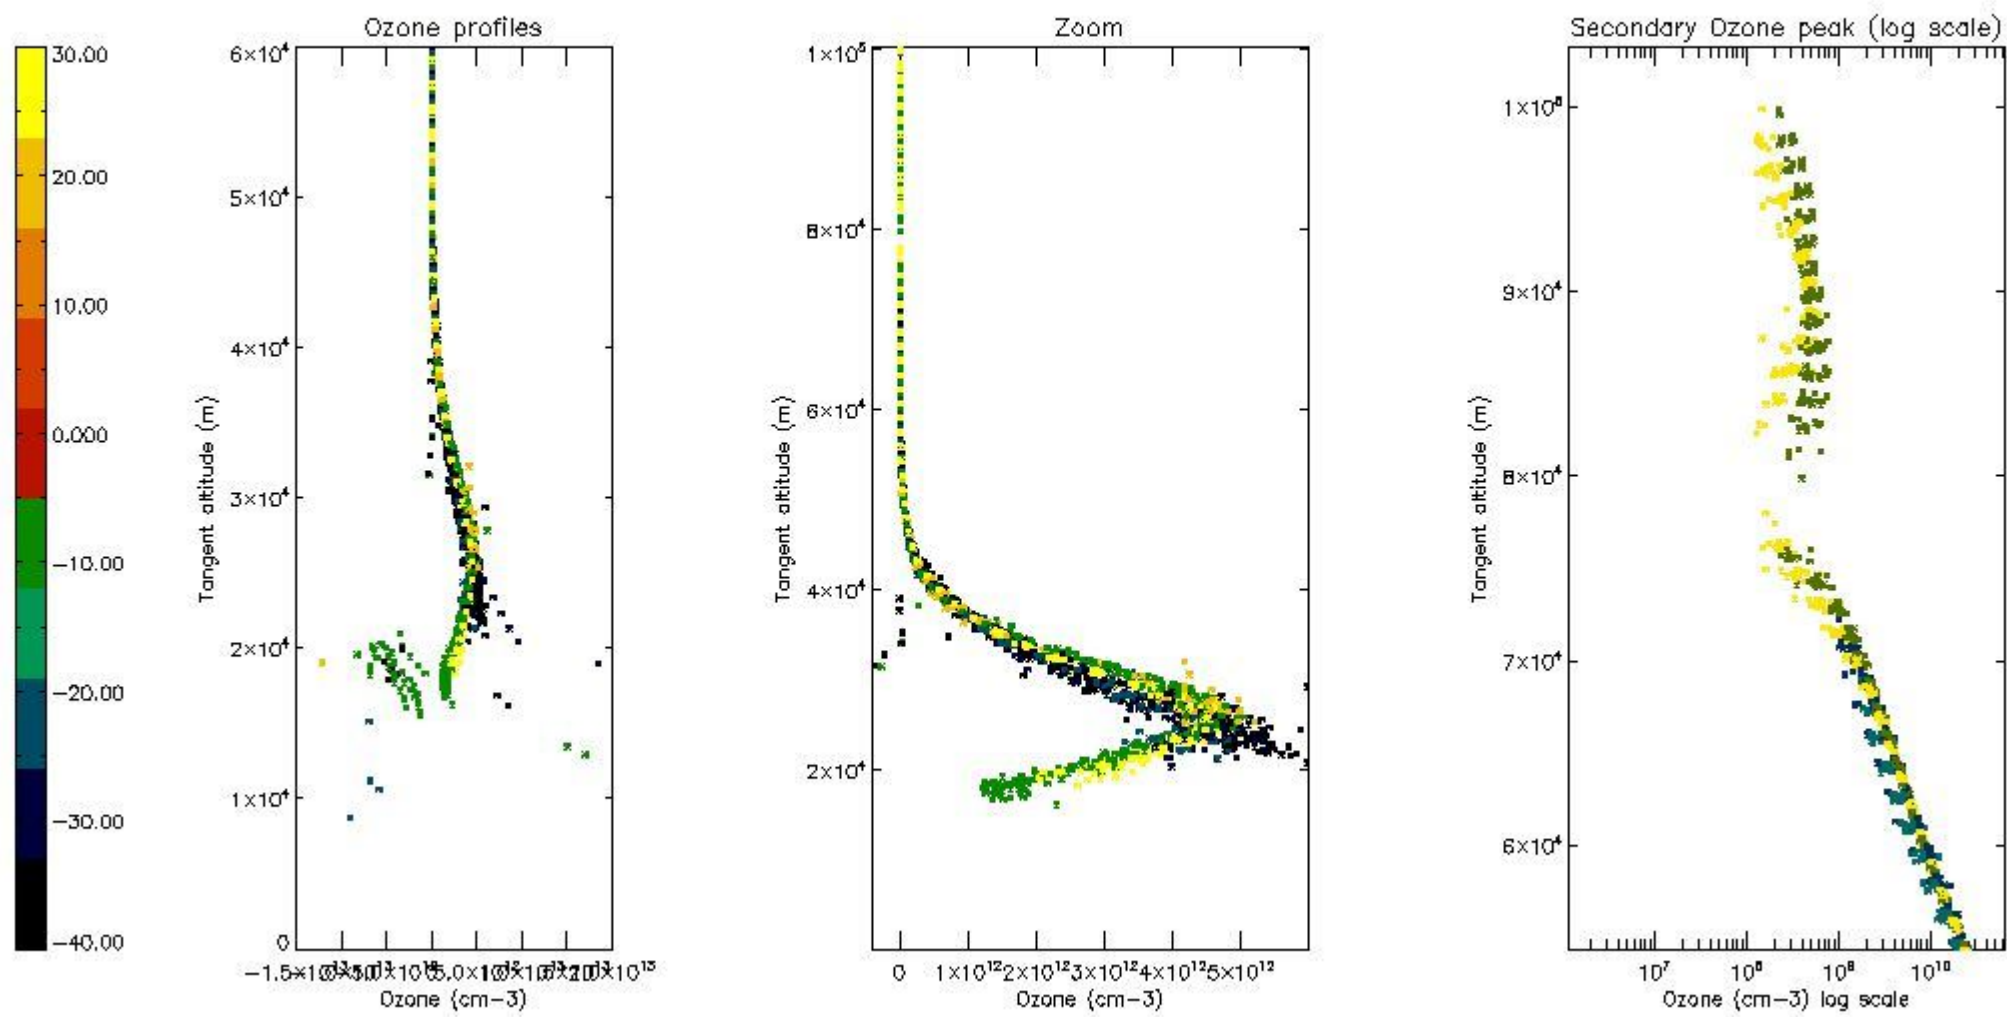 Ozone profiles
Zoom
Secondary Ozone peak (log scale)
30.00
20.00
10.00
0.000
−10.00
−20.00
−30.00
−40.00
6×10⁴
5×10⁴
4×10⁴
3×10⁴
2×10⁴
1×10⁴
0
Tangent altitude (m)
Ozone (cm−3)
1×10⁵
8×10⁴
6×10⁴
4×10⁴
2×10⁴
Tangent altitude (m)
0 1×10¹² 2×10¹² 3×10¹² 4×10¹² 5×10¹²
Ozone (cm−3)
9×10⁴
8×10⁴
7×10⁴
6×10⁴
Tangent altitude (m)
10⁷ 10⁸ 10⁹ 10¹⁰
Ozone (cm−3) log scale